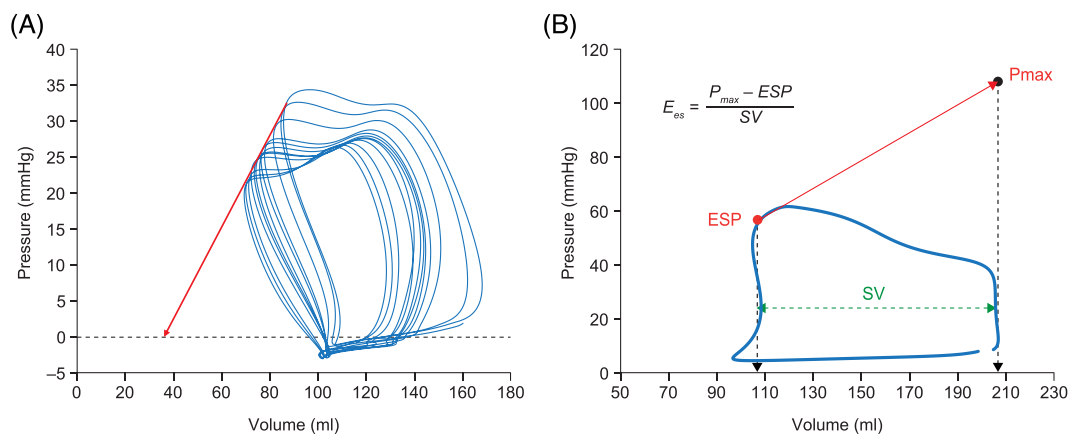 (A)
40
35
30
25
20
15
10
5
0
–5
Pressure (mmHg)
0 20 40 60 80 100 120 140 160 180
Volume (ml)
(B)
120
100
80
60
40
20
0
Pressure (mmHg)
E_es = (P_max – ESP) / SV
Pmax
ESP
SV
50 70 90 110 130 150 170 190 210 230
Volume (ml)